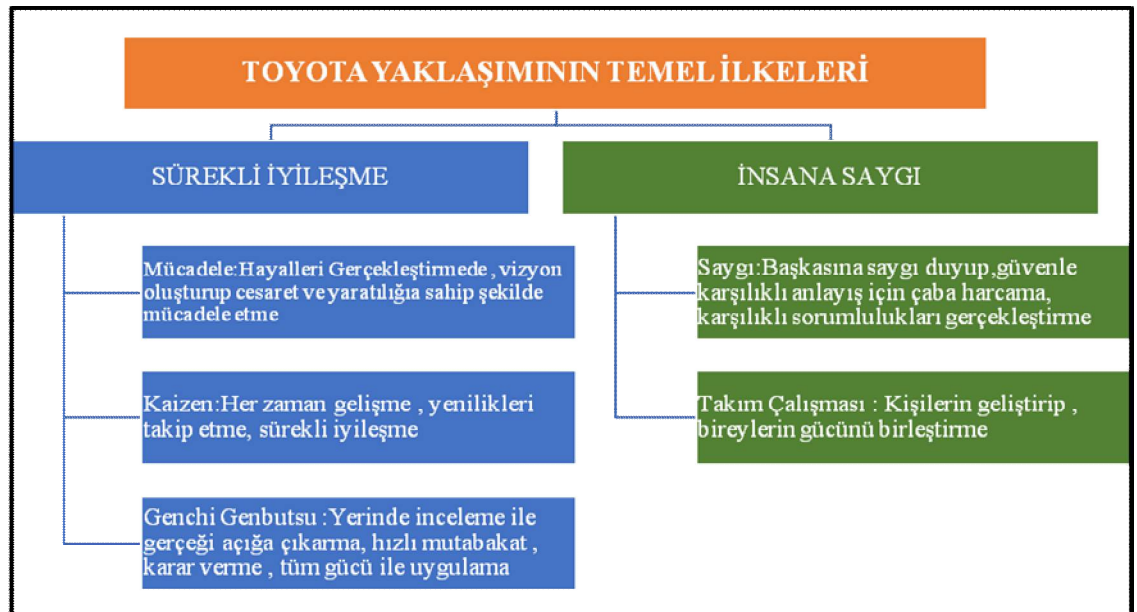 TOYOTA YAKLAŞIMININ TEMEL İLKELERİ
SÜREKLİ İYİLEŞME
Mücadele:Hayalleri Gerçekleştirmede , vizyon
oluşturup cesaret ve yaratılığıa sahip şekilde
mücadele etme
Kaizen:Her zaman gelişme , yenilikleri
takip etme, sürekli iyileşme
Genchi Genbutsu :Yerinde inceleme ile
gerçeği açığa çıkarma, hızlı mutabakat ,
karar verme , tüm gücü ile uygulama
İNSANA SAYGI
Saygı:Başkasına saygı duyup,güvenle
karşılıklı anlayış için çaba harcama,
karşılıklı sorumlulukları gerçekleştirme
Takım Çalışması : Kişilerin geliştirip ,
bireylerin gücünü birleştirme